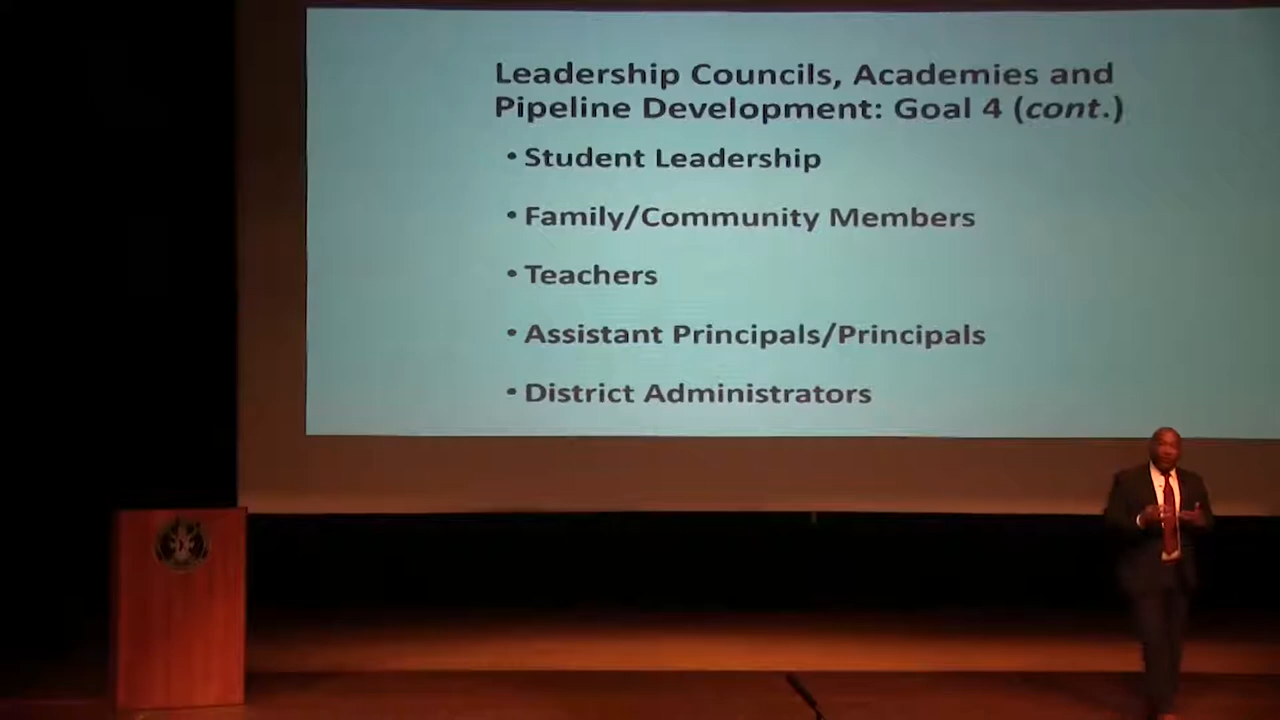 Leadership Councils, Academies and
Pipeline Development: Goal 4 (cont.)
• Student Leadership
• Family/Community Members
• Teachers
• Assistant Principals/Principals
• District Administrators